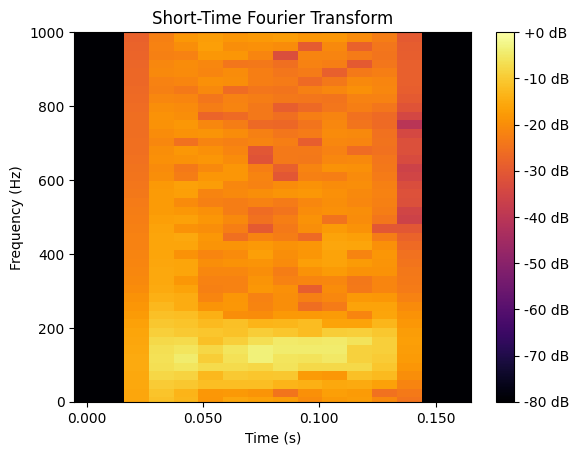 Short-Time Fourier Transform
1000
800
600
400
200
0
Frequency (Hz)
0.000
0.050
0.100
0.150
Time (s)
+0 dB
-10 dB
-20 dB
-30 dB
-40 dB
-50 dB
-60 dB
-70 dB
-80 dB